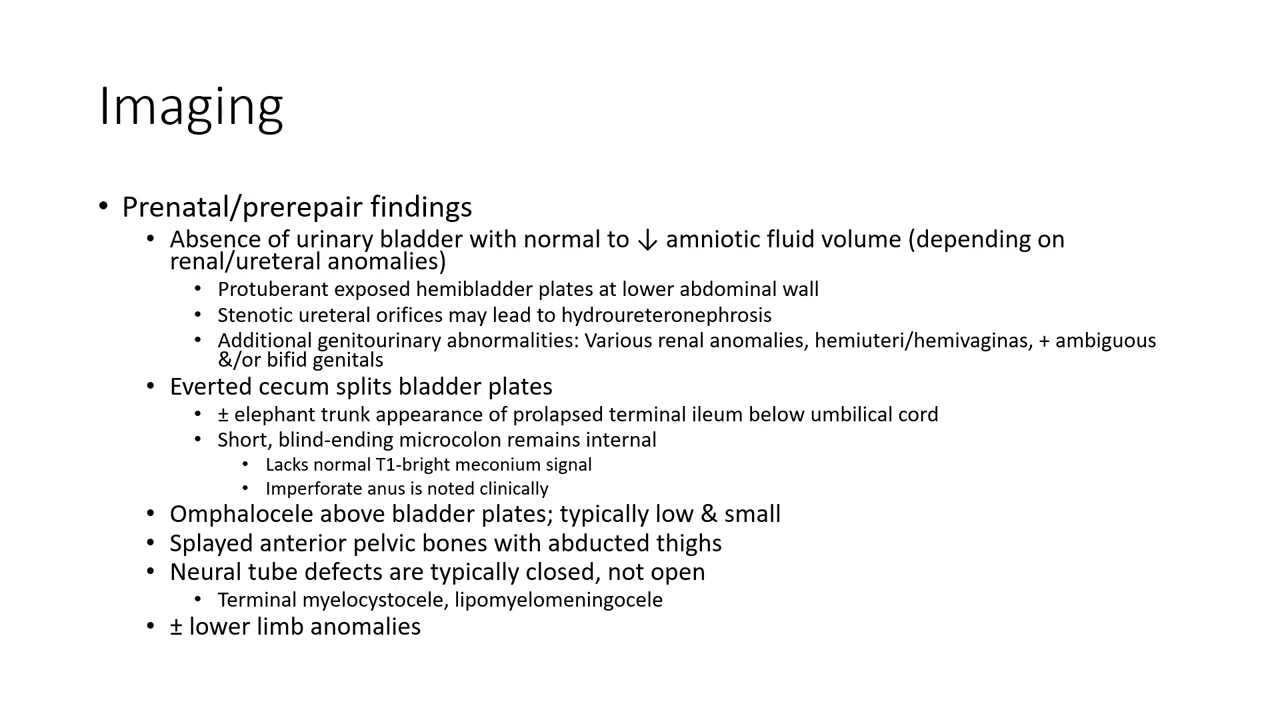 Imaging
• Prenatal/prerepair findings
• Absence of urinary bladder with normal to ↓ amniotic fluid volume (depending on
renal/ureteral anomalies)
• Protuberant exposed hemibladder plates at lower abdominal wall
• Stenotic ureteral orifices may lead to hydroureteronephrosis
• Additional genitourinary abnormalities: Various renal anomalies, hemiuteri/hemivaginas, + ambiguous
&/or bifid genitals
• Everted cecum splits bladder plates
• ± elephant trunk appearance of prolapsed terminal ileum below umbilical cord
• Short, blind-ending microcolon remains internal
• Lacks normal T1-bright meconium signal
• Imperforate anus is noted clinically
• Omphalocele above bladder plates; typically low & small
• Splayed anterior pelvic bones with abducted thighs
• Neural tube defects are typically closed, not open
• Terminal myelocystocele, lipomyelomeningocele
• ± lower limb anomalies